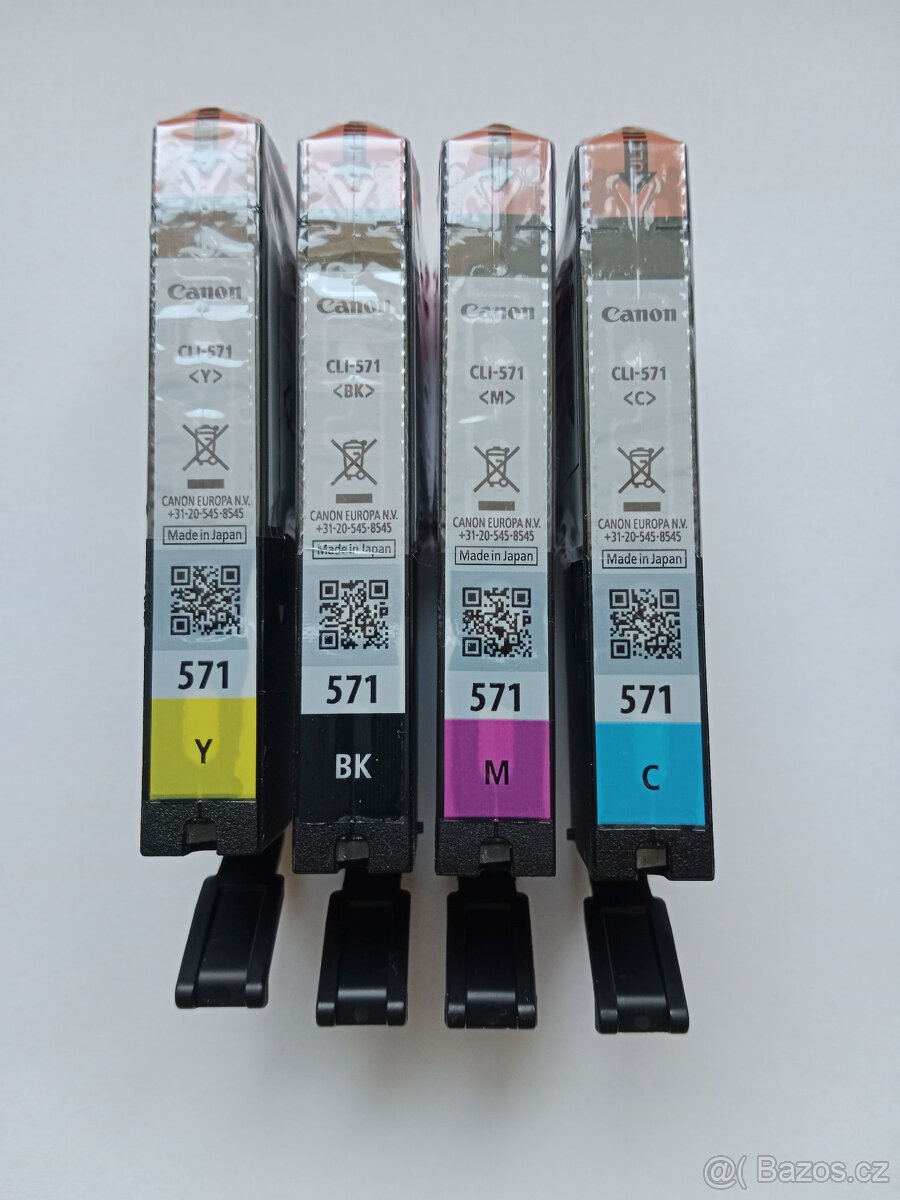 Canon
CLI-571
<Y>
CANON EUROPA N.V.
+31-20-545-8545
Made in Japan
571
Y
Canon
CLI-571
<BK>
CANON EUROPA N.V.
+31-20-545-8545
Made in Japan
571
BK
Canon
CLI-571
<M>
CANON EUROPA N.V.
+31-20-545-8545
Made in Japan
571
M
Canon
CLI-571
<C>
CANON EUROPA N.V.
+31-20-545-8545
Made in Japan
571
C
@( Bazos.cz